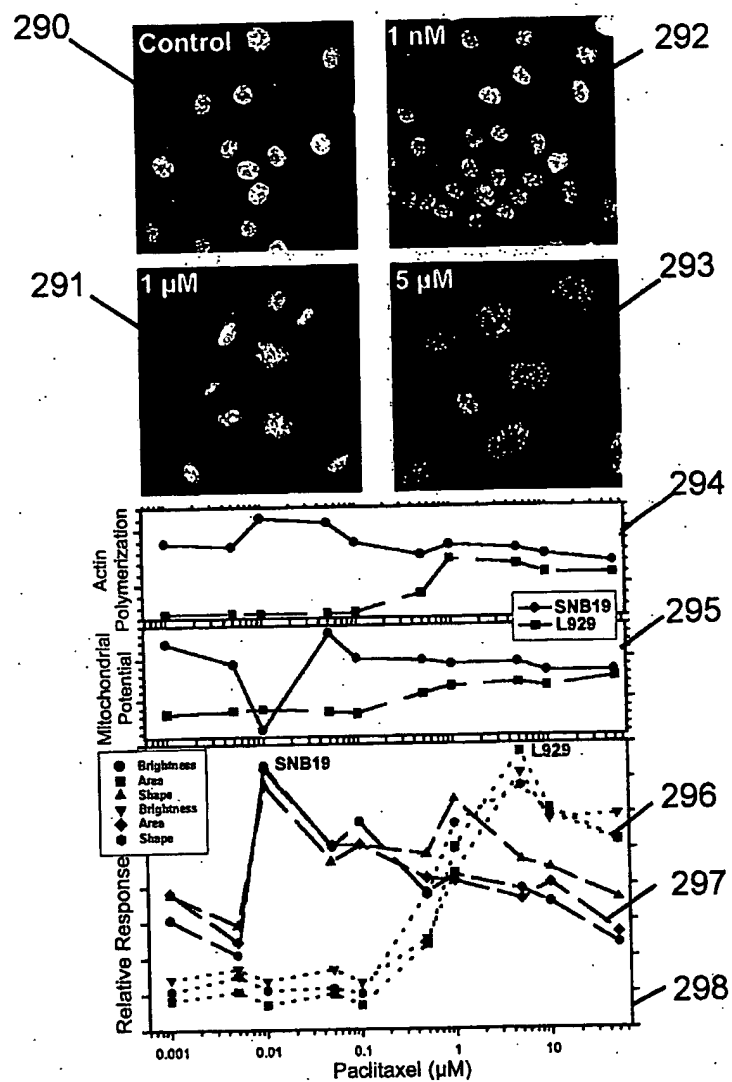 290
Control
1 nM
292
291
1 µM
5 µM
293
294
Actin
Polymerization
SNB19
L929
295
Mitochondrial
Potential
Brightness
Area
Shape
Brightness
Area
Shape
SNB19
L929
296
297
298
Relative Response
0.001
0.01
0.1
1
10
Paclitaxel (µM)